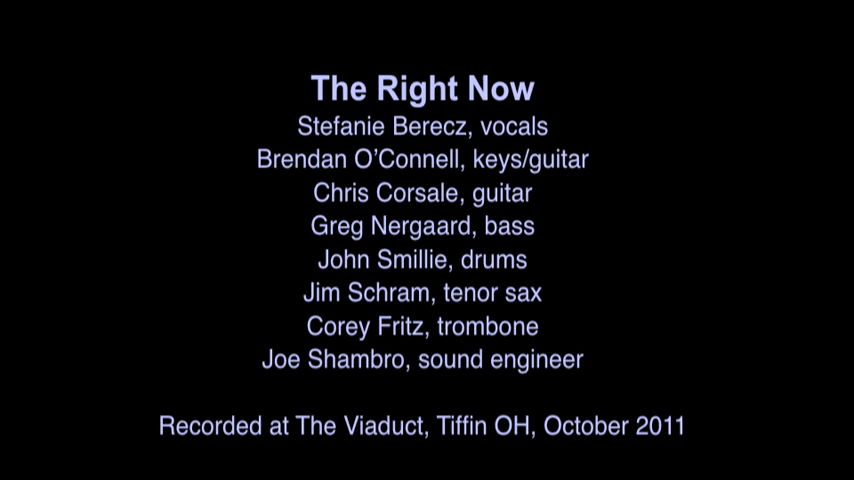 The Right Now
Stefanie Berecz, vocals
Brendan O’Connell, keys/guitar
Chris Corsale, guitar
Greg Nergaard, bass
John Smillie, drums
Jim Schram, tenor sax
Corey Fritz, trombone
Joe Shambro, sound engineer
Recorded at The Viaduct, Tiffin OH, October 2011